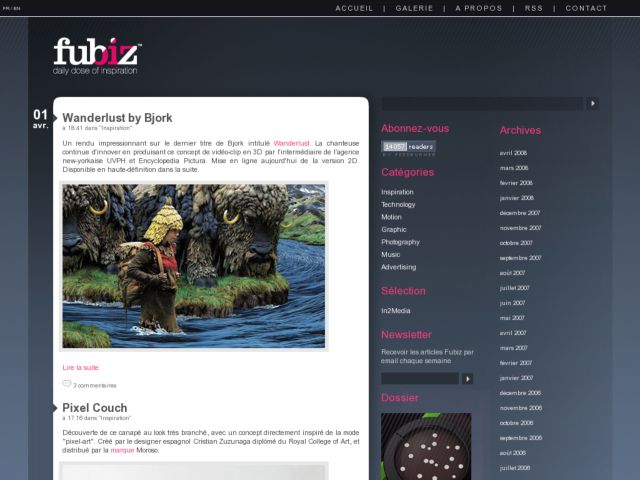 FR / EN
ACCUEIL | GALERIE | A PROPOS | RSS | CONTACT
fubiz™
daily dose of inspiration
01
avr.
Wanderlust by Bjork
à 18:41 dans "Inspiration"
Un rendu impressionnant sur le dernier titre de Bjork intitulé Wanderlust. La chanteuse
continue d'innover en produisant ce concept de vidéo-clip en 3D par l'intermédiaire de l'agence
new-yorkaise UVPH et Encyclopedia Pictura. Mise en ligne aujourd'hui de la version 2D.
Disponible en haute-définition dans la suite.
Lire la suite
3 commentaires
Pixel Couch
à 17:16 dans "Inspiration"
Découverte de ce canapé au look très branché, avec un concept directement inspiré de la mode
"pixel-art". Créé par le designer espagnol Cristian Zuzunaga diplômé du Royal College of Art, et
distribué par la marque Moroso.
Abonnez-vous
14057 readers
BY FEEDBURNER
Catégories
Inspiration
Technology
Motion
Graphic
Photography
Music
Advertising
Sélection
In2Media
Newsletter
Recevoir les articles Fubiz par
email chaque semaine
Dossier
Archives
avril 2008
mars 2008
février 2008
janvier 2008
décembre 2007
novembre 2007
octobre 2007
septembre 2007
août 2007
juillet 2007
juin 2007
mai 2007
avril 2007
mars 2007
février 2007
janvier 2007
décembre 2006
novembre 2006
octobre 2006
septembre 2006
août 2006
juillet 2006